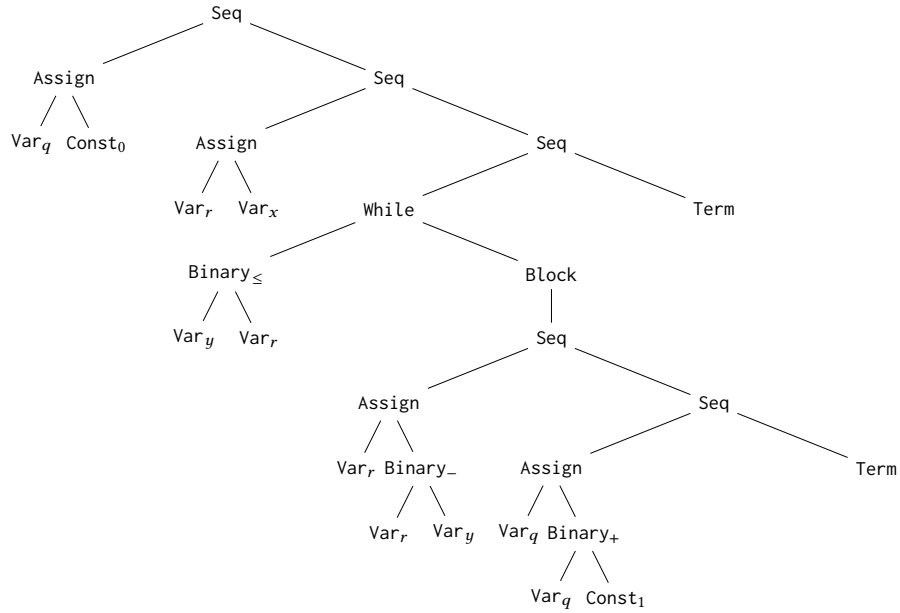 Seq
Assign Seq
Var_q Const_0 Assign Seq
Var_r Var_x While Term
Binary_≤ Block
Var_y Var_r Seq
Assign Seq
Var_r Binary_− Assign Term
Var_r Var_y Var_q Binary_+
Var_q Const_1